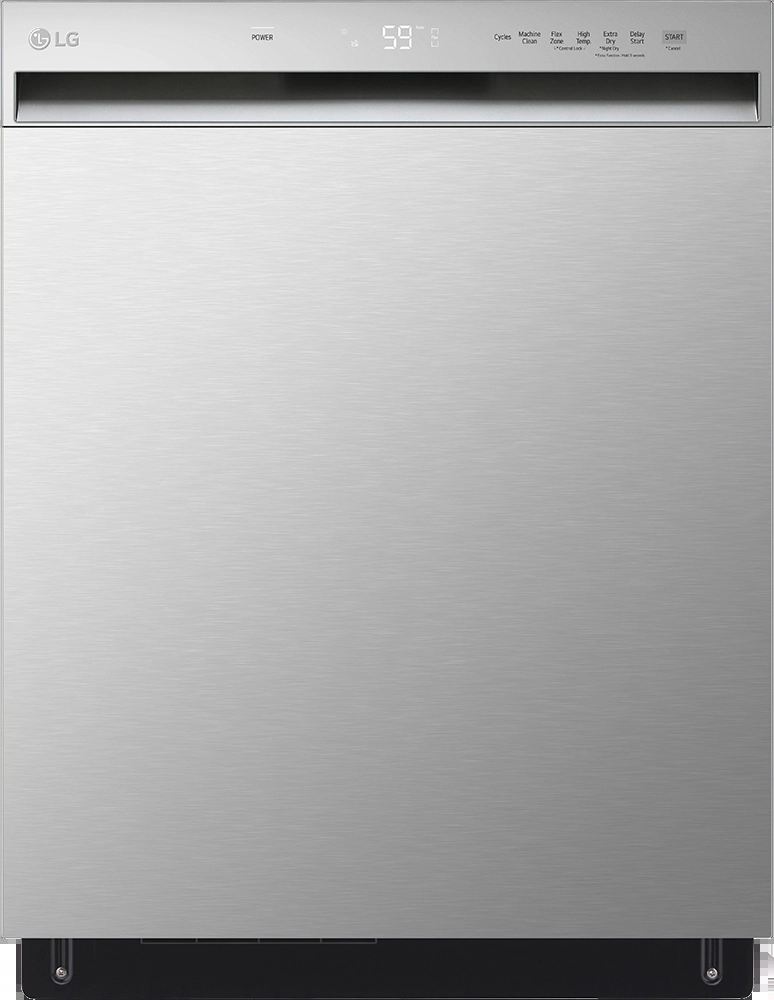 LG
POWER
59
Cycles
Machine
Clean
Flex
Zone
High
Temp.
Extra
Dry
Delay
Start
START
*Control Lock
*Night Dry
*Cancel